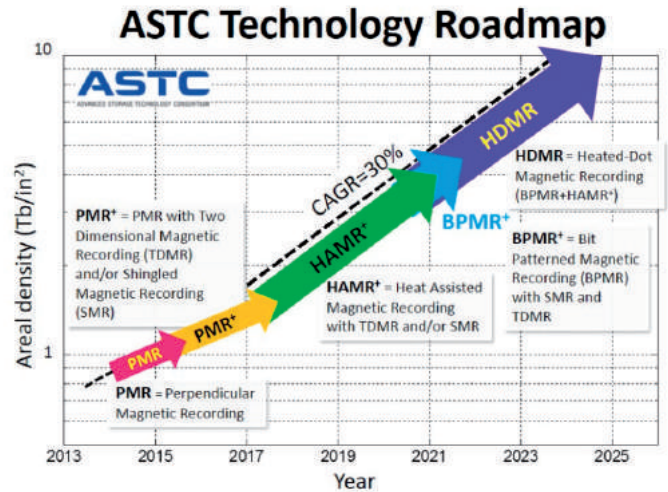 ASTC Technology Roadmap
ASTC
ADVANCED STORAGE TECHNOLOGY CONSORTIUM
Areal density (Tb/in²)
10
1
CAGR=30%
HDMR
BPMR⁺
HAMR⁺
PMR⁺
PMR
PMR⁺ = PMR with Two
Dimensional Magnetic
Recording (TDMR)
and/or Shingled
Magnetic Recording
(SMR)
HDMR = Heated-Dot
Magnetic Recording
(BPMR+HAMR⁺)
BPMR⁺ = Bit
Patterned Magnetic
Recording (BPMR)
with SMR and
TDMR
HAMR⁺ = Heat Assisted
Magnetic Recording
with TDMR and/or SMR
PMR = Perpendicular
Magnetic Recording
2013 2015 2017 2019 2021 2023 2025
Year